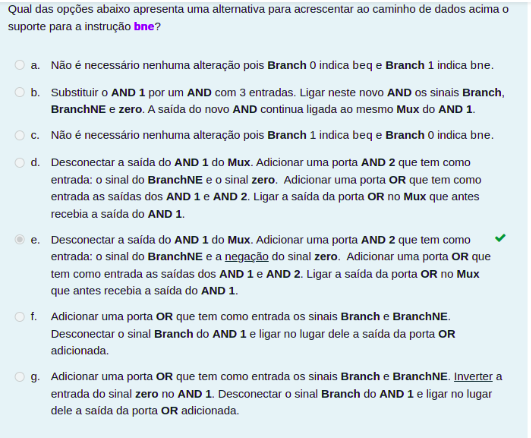 Qual das opções abaixo apresenta uma alternativa para acrescentar ao caminho de dados acima o
suporte para a instrução bne?
a. Não é necessário nenhuma alteração pois Branch 0 indica beq e Branch 1 indica bne.
b. Substituir o AND 1 por um AND com 3 entradas. Ligar neste novo AND os sinais Branch,
BranchNE e zero. A saída do novo AND continua ligada ao mesmo Mux do AND 1.
c. Não é necessário nenhuma alteração pois Branch 1 indica beq e Branch 0 indica bne.
d. Desconectar a saída do AND 1 do Mux. Adicionar uma porta AND 2 que tem como
entrada: o sinal do BranchNE e o sinal zero. Adicionar uma porta OR que tem como
entrada as saídas dos AND 1 e AND 2. Ligar a saída da porta OR no Mux que antes
recebia a saída do AND 1.
e. Desconectar a saída do AND 1 do Mux. Adicionar uma porta AND 2 que tem como
entrada: o sinal do BranchNE e a negação do sinal zero. Adicionar uma porta OR que
tem como entrada as saídas dos AND 1 e AND 2. Ligar a saída da porta OR no Mux
que antes recebia a saída do AND 1.
f. Adicionar uma porta OR que tem como entrada os sinais Branch e BranchNE.
Desconectar o sinal Branch do AND 1 e ligar no lugar dele a saída da porta OR
adicionada.
g. Adicionar uma porta OR que tem como entrada os sinais Branch e BranchNE. Inverter a
entrada do sinal zero no AND 1. Desconectar o sinal Branch do AND 1 e ligar no lugar
dele a saída da porta OR adicionada.